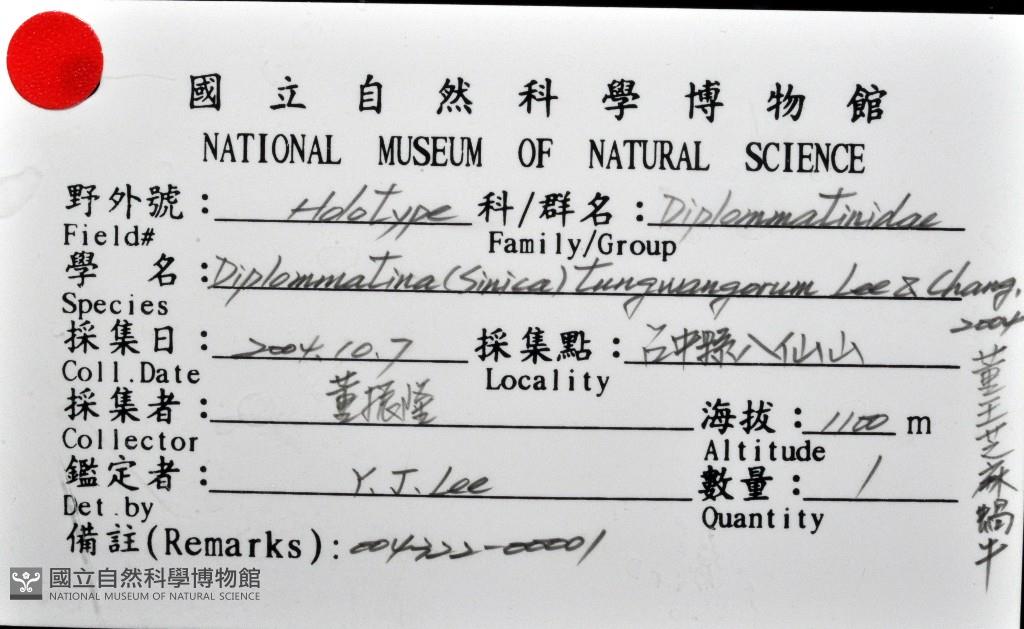 國立自然科學博物館
NATIONAL MUSEUM OF NATURAL SCIENCE
野外號: Holotype 科/群名: Diplommatinidae
Field# Family/Group
學 名: Diplommatina (Sinica) tunguangorum Lee & Chang, 2004
Species
採集日: 2004.10.7 採集點: 台中縣八仙山
Coll.Date Locality
採集者: 董振
Collector
海拔: 1100 m
Altitude
鑑定者: Y.J.Lee 數量: 1
Det.by Quantity
備註(Remarks): 004-222-00001
董王芝麻蝸牛
國立自然科學博物館
NATIONAL MUSEUM OF NATURAL SCIENCE